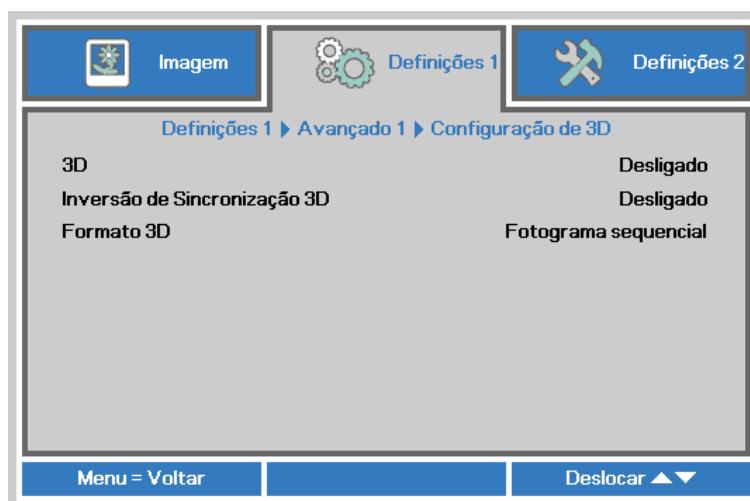 Imagem Definições 1 Definições 2
Definições 1 ▶ Avançado 1 ▶ Configuração de 3D
3D Desligado
Inversão de Sincronização 3D Desligado
Formato 3D Fotograma sequencial
Menu = Voltar Deslocar ▲▼